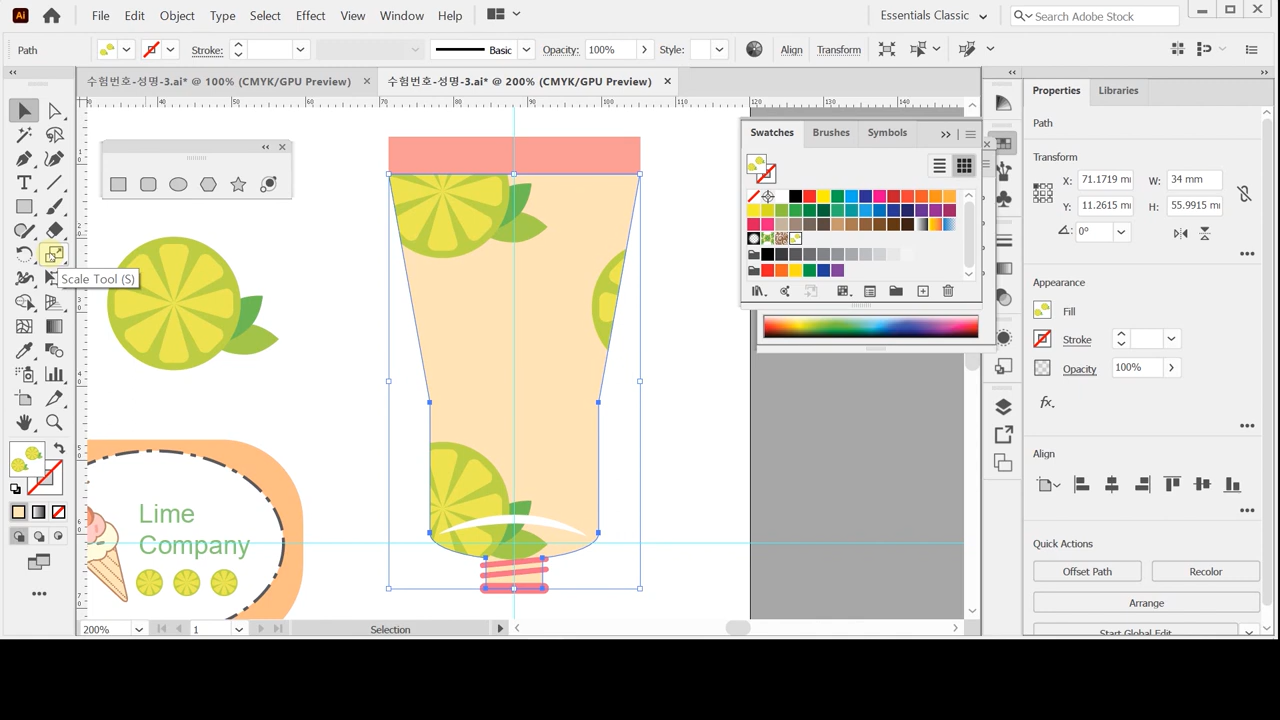 Ai File Edit Object Type Select Effect View Window Help Essentials Classic Search Adobe Stock
Path Stroke: Basic Opacity: 100% Style: Align Transform
수험번호-성명-3.ai* @ 100% (CMYK/GPU Preview) × 수험번호-성명-3.ai* @ 200% (CMYK/GPU Preview) ×
Properties Libraries
Path
Swatches Brushes Symbols
Transform
X: 71.1719 m W: 34 mm
Y: 11.2615 m H: 55.9915 m
0°
Scale Tool (S)
Appearance
Fill
Stroke
Opacity 100%
fx.
Align
Lime
Company
Quick Actions
Offset Path Recolor
Arrange
Start Global Edit
200% 1 Selection